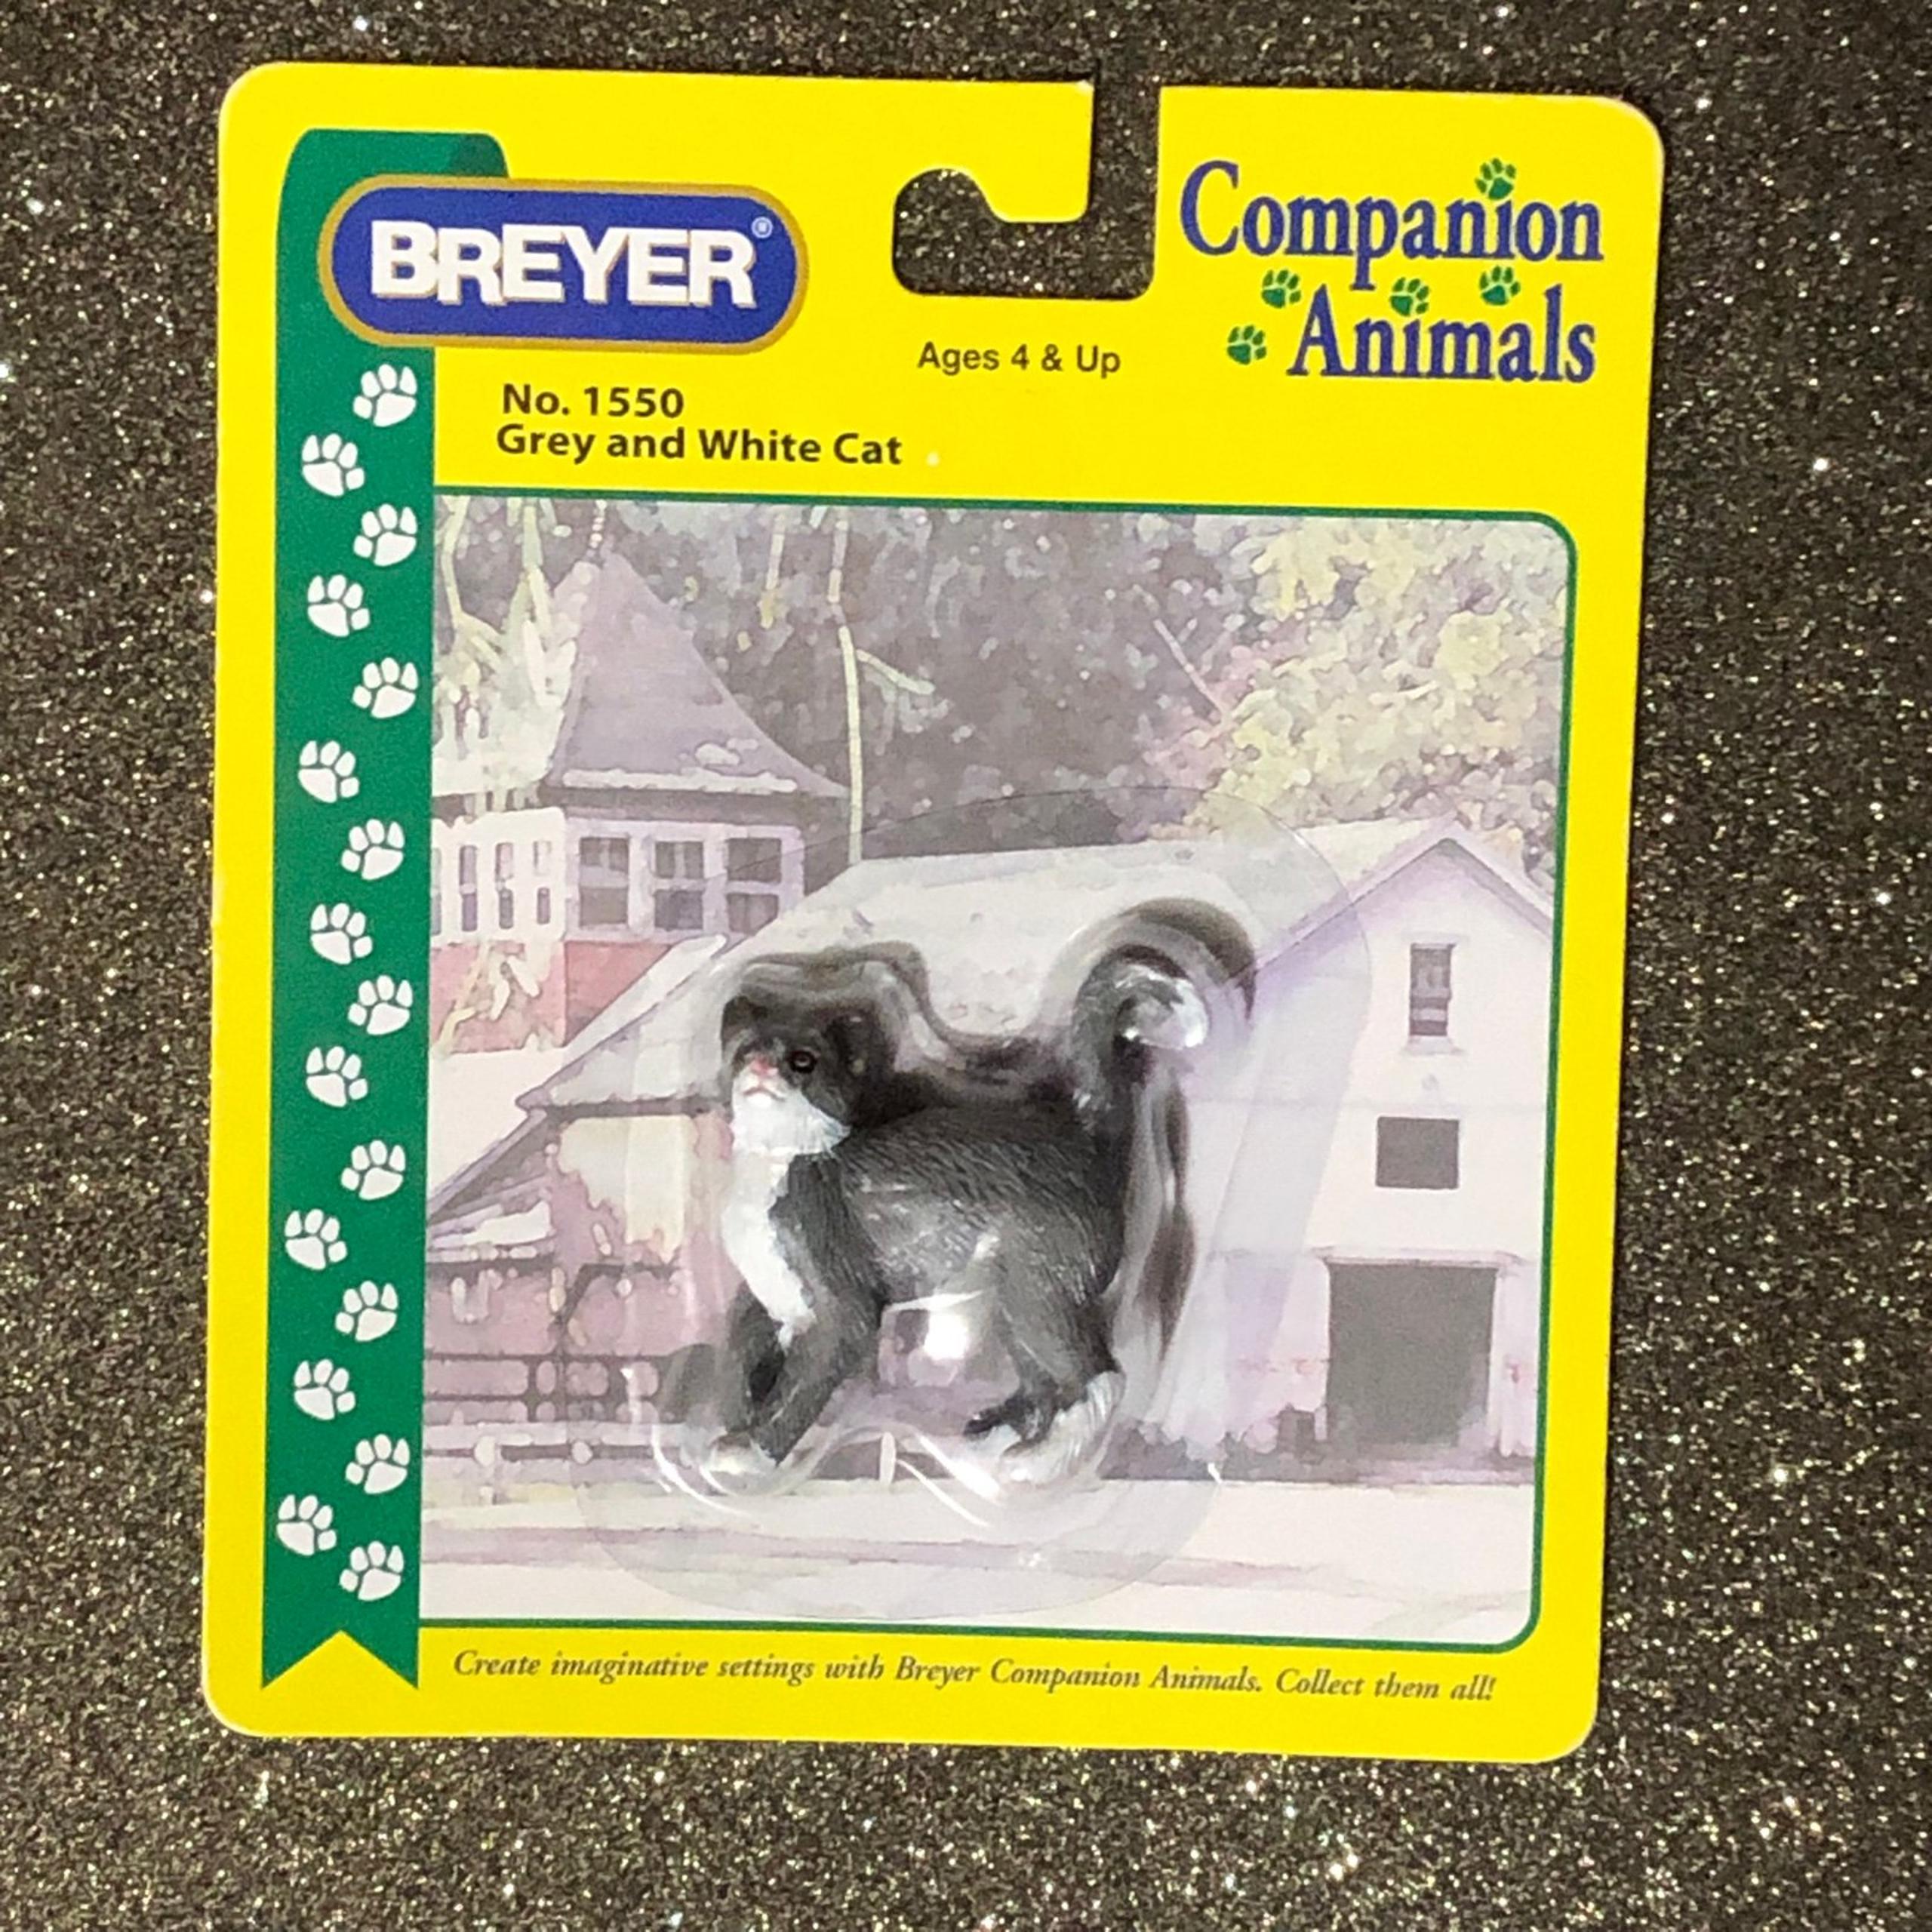 BREYER®
Companion
Animals
Ages 4 & Up
No. 1550
Grey and White Cat
Create imaginative settings with Breyer Companion Animals. Collect them all!